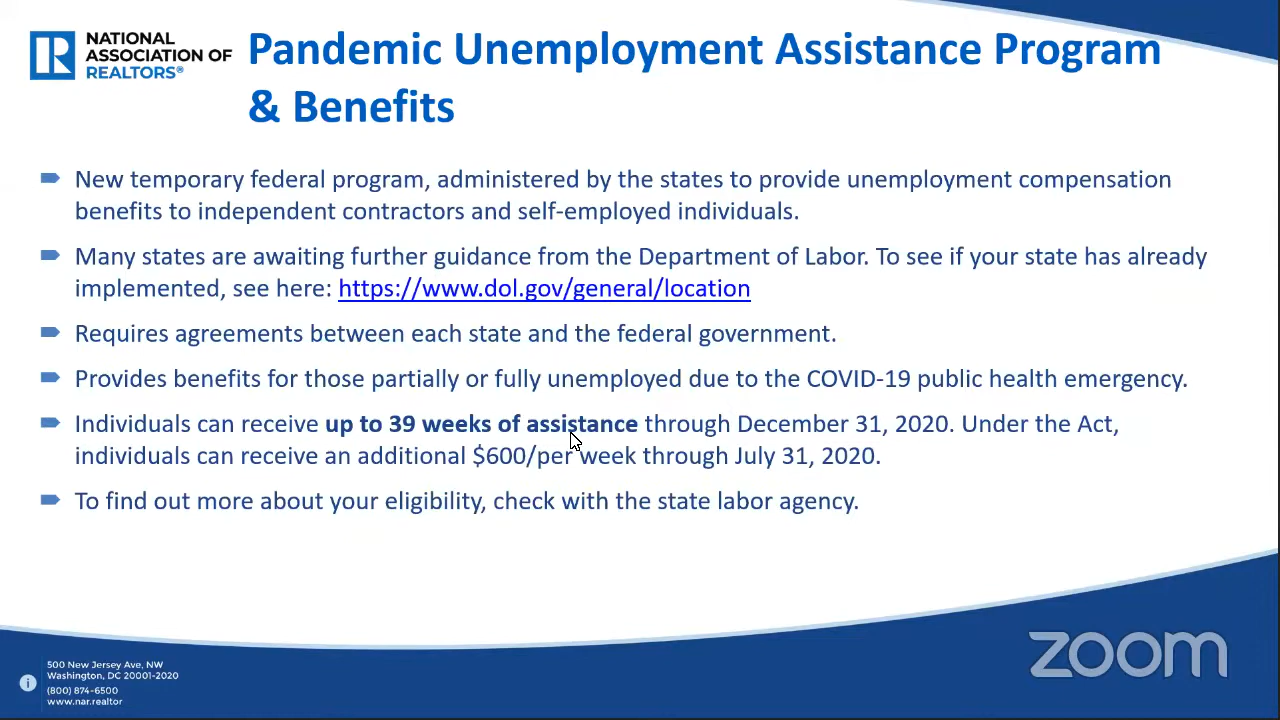 NATIONAL
ASSOCIATION OF
REALTORS®
Pandemic Unemployment Assistance Program
& Benefits
New temporary federal program, administered by the states to provide unemployment compensation
benefits to independent contractors and self-employed individuals.
Many states are awaiting further guidance from the Department of Labor. To see if your state has already
implemented, see here: https://www.dol.gov/general/location
Requires agreements between each state and the federal government.
Provides benefits for those partially or fully unemployed due to the COVID-19 public health emergency.
Individuals can receive up to 39 weeks of assistance through December 31, 2020. Under the Act,
individuals can receive an additional $600/per week through July 31, 2020.
To find out more about your eligibility, check with the state labor agency.
500 New Jersey Ave, NW
Washington, DC 20001-2020
(800) 874-6500
www.nar.realtor
zoom